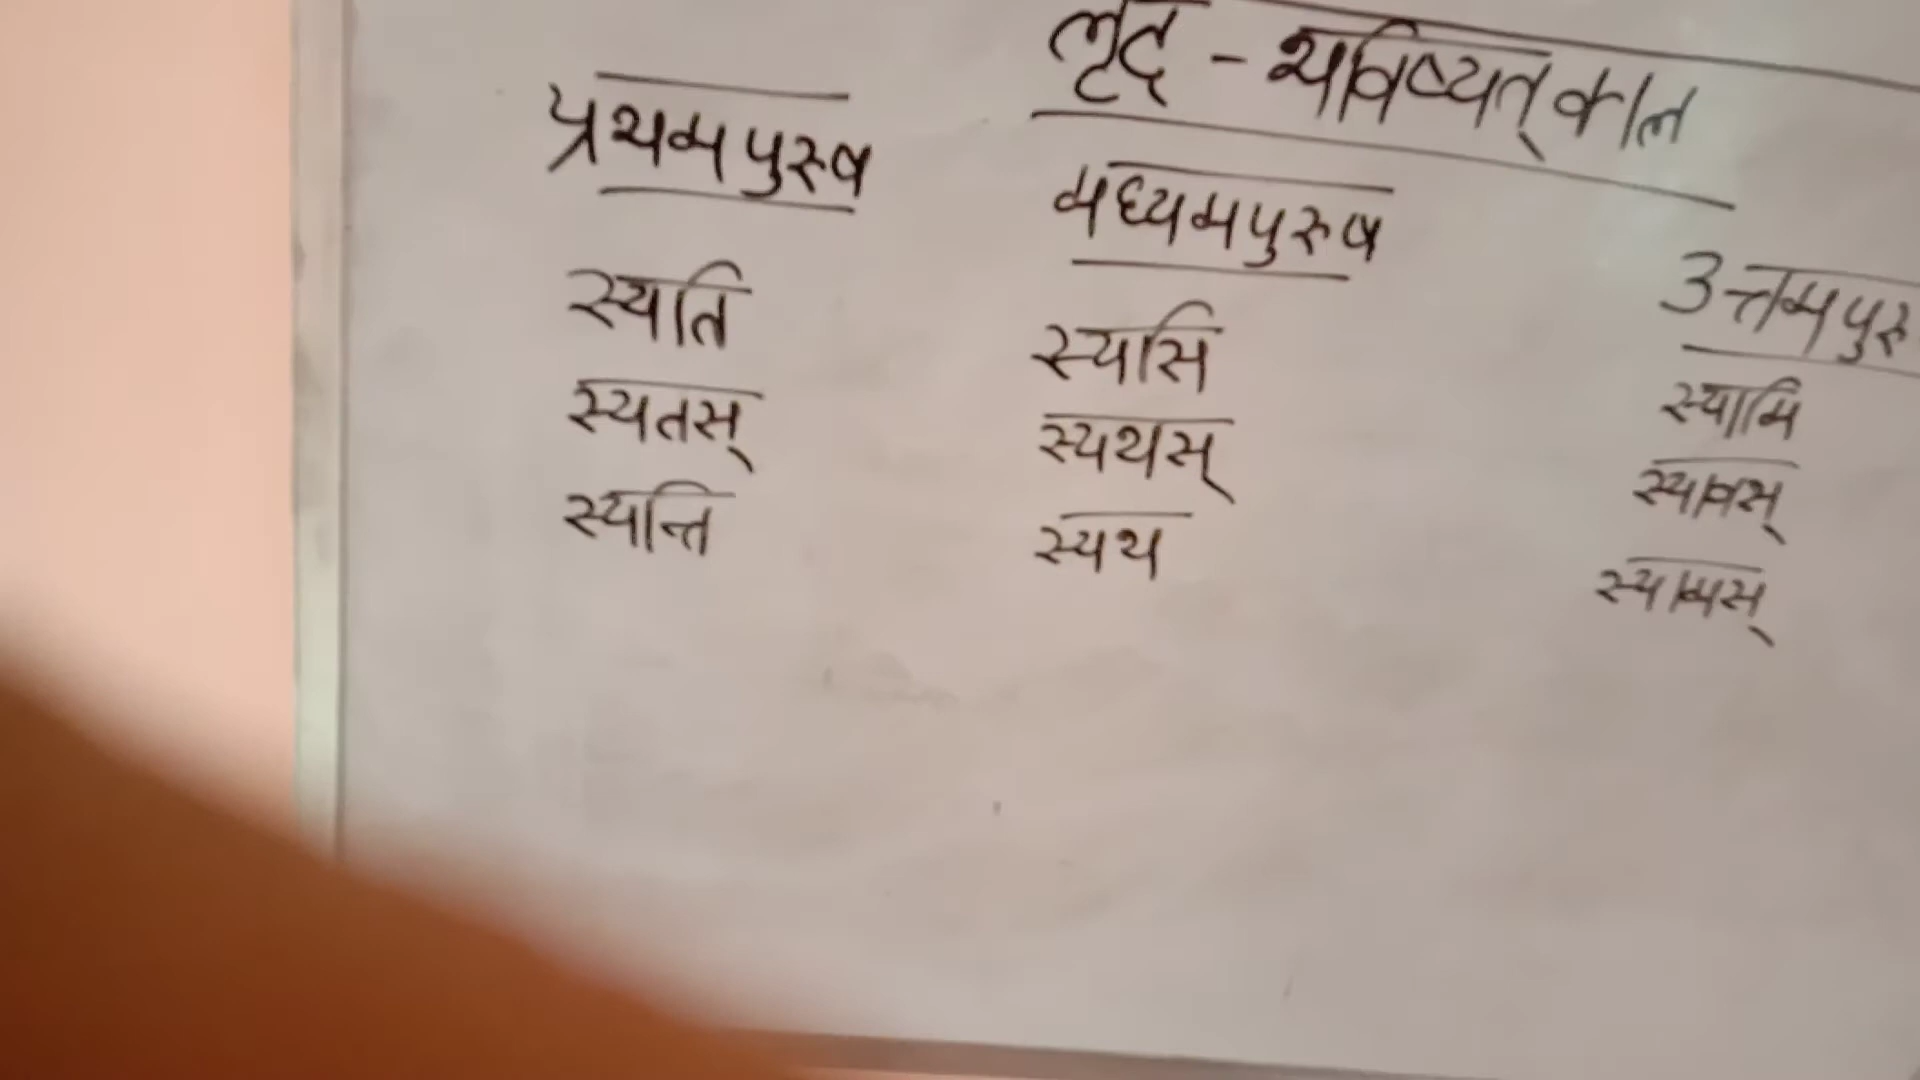 लृट् - भविष्यत् काल
प्रथमपुरुष मध्यमपुरुष
स्यति स्यसि स्यामि
स्यतस् स्यथस् स्यावस्
स्यन्ति स्यथ स्यामस्